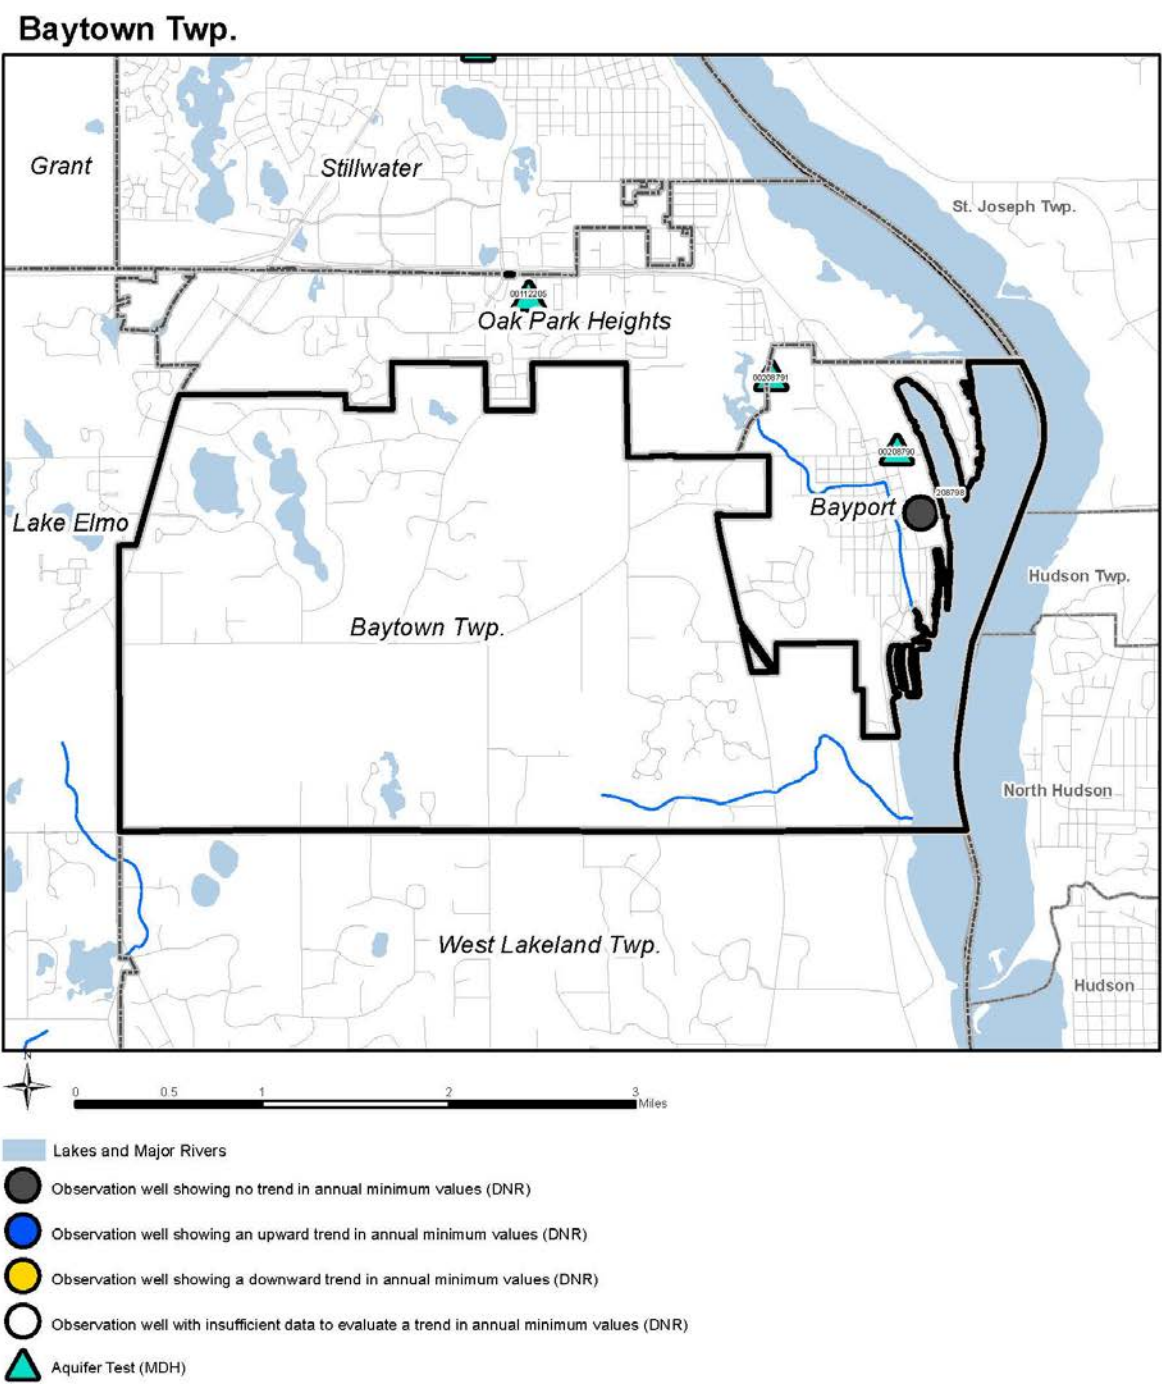 Baytown Twp.
Grant
Stillwater
St. Joseph Twp.
00112205
Oak Park Heights
00208791
00208790
208798
Bayport
Lake Elmo
Hudson Twp.
Baytown Twp.
North Hudson
West Lakeland Twp.
Hudson
N
0 0.5 1 2 3
Miles
Lakes and Major Rivers
Observation well showing no trend in annual minimum values (DNR)
Observation well showing an upward trend in annual minimum values (DNR)
Observation well showing a downward trend in annual minimum values (DNR)
Observation well with insufficient data to evaluate a trend in annual minimum values (DNR)
Aquifer Test (MDH)